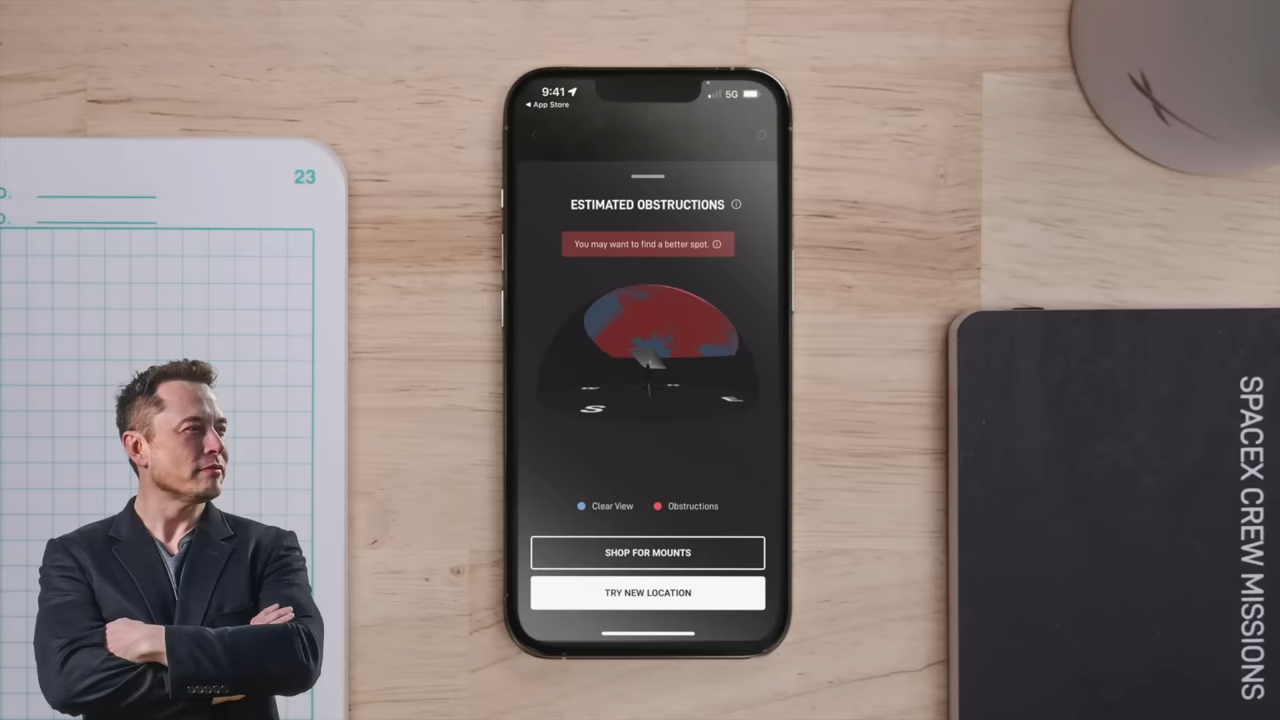 23
D.
D.
9:41
5G
◀ App Store
ESTIMATED OBSTRUCTIONS
You may want to find a better spot.
S
Clear View
Obstructions
SHOP FOR MOUNTS
TRY NEW LOCATION
SPACEX CREW MISSIONS